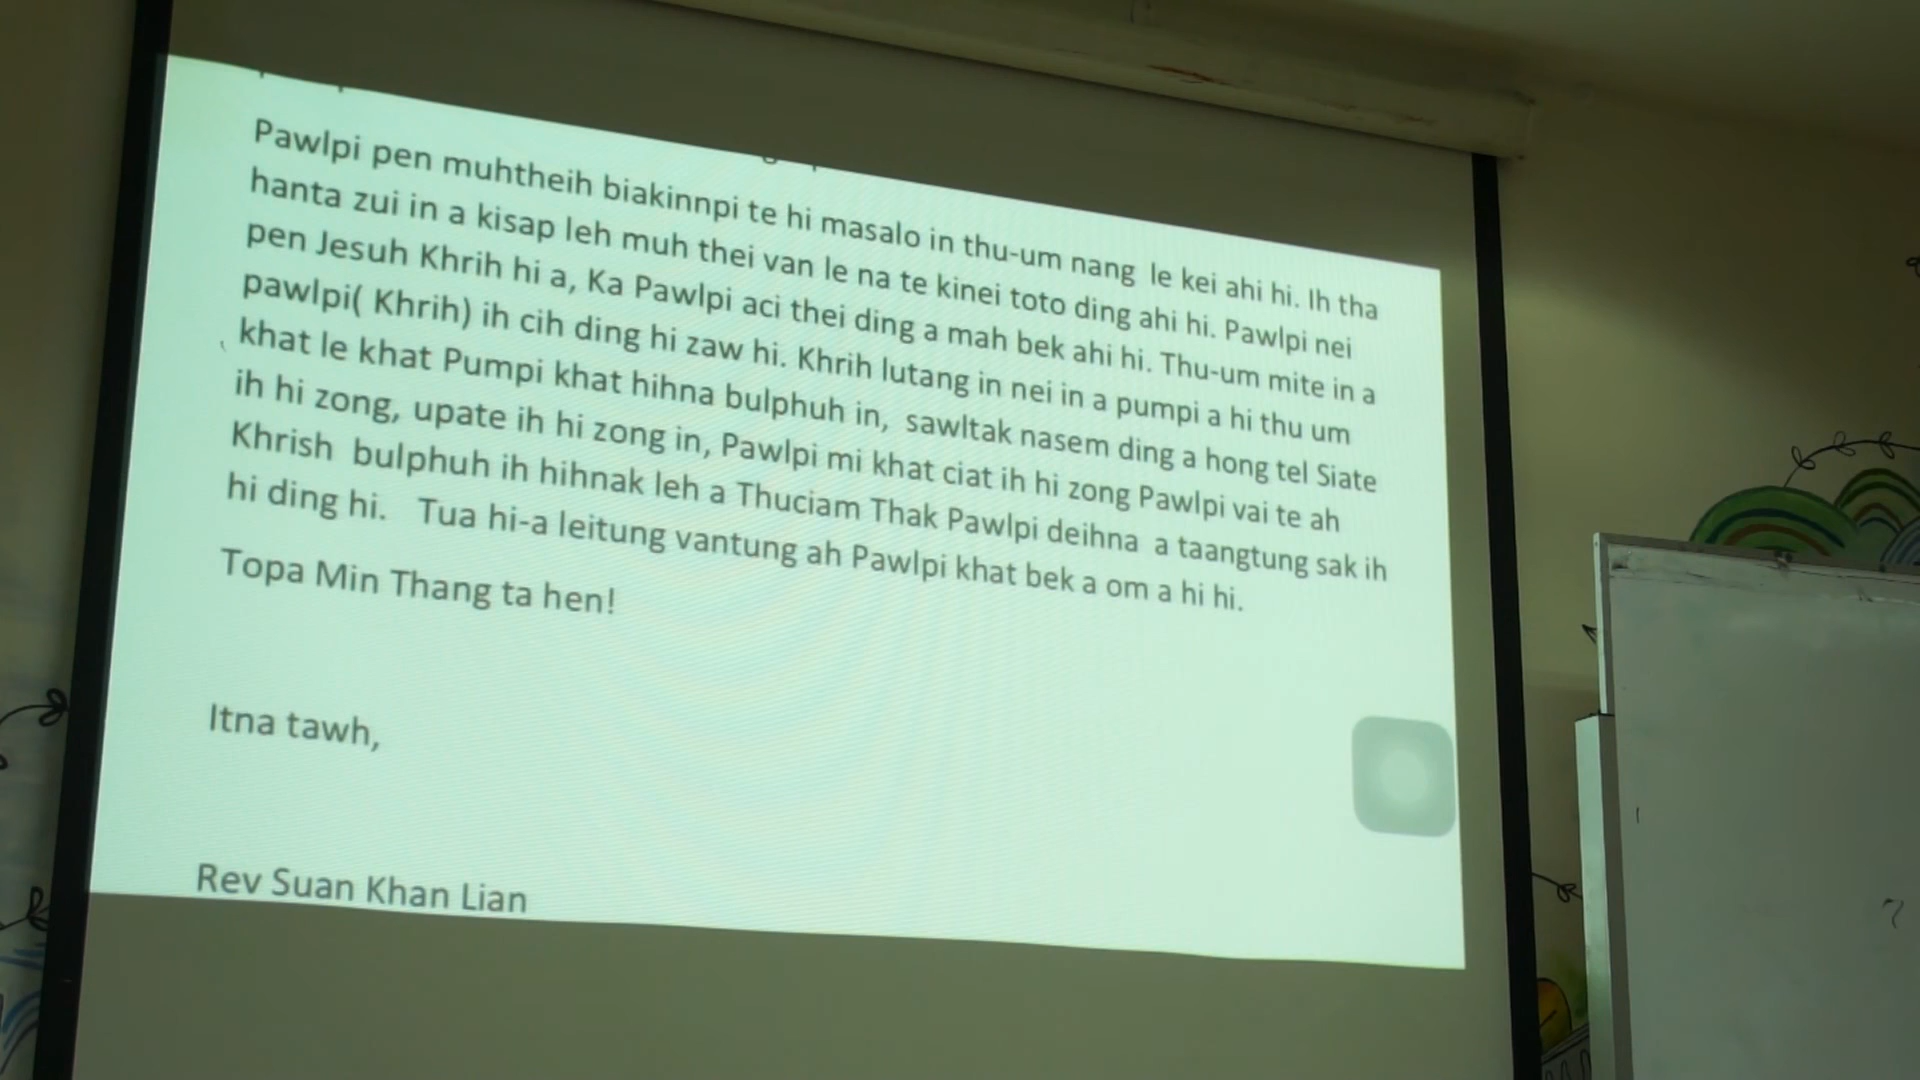 Pawlpi pen muhtheih biakinnpi te hi masalo in thu-um nang le kei ahi hi. Ih tha
hanta zui in a kisap leh muh thei van le na te kinei toto ding ahi hi. Pawlpi nei
pen Jesuh Khrih hi a, Ka Pawlpi aci thei ding a mah bek ahi hi. Thu-um mite in a
pawlpi( Khrih) ih cih ding hi zaw hi. Khrih lutang in nei in a pumpi a hi thu um
khat le khat Pumpi khat hihna bulphuh in, sawltak nasem ding a hong tel Siate
ih hi zong, upate ih hi zong in, Pawlpi mi khat ciat ih hi zong Pawlpi vai te ah
Khrish bulphuh ih hihnak leh a Thuciam Thak Pawlpi deihna a taangtung sak ih
hi ding hi. Tua hi-a leitung vantung ah Pawlpi khat bek a om a hi hi.
Topa Min Thang ta hen!
Itna tawh,
Rev Suan Khan Lian